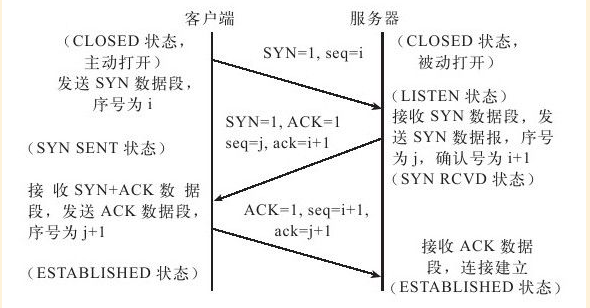 客户端
服务器
(CLOSED 状态，
主动打开)
发送 SYN 数据段，
序号为 i
SYN=1, seq=i
(CLOSED 状态，
被动打开)
(LISTEN 状态)
接收 SYN 数据段，发
送 SYN 数据报，序号
为 j，确认号为 i+1
(SYN RCVD 状态)
SYN=1, ACK=1
seq=j, ack=i+1
(SYN SENT 状态)
接 收 SYN+ACK 数 据
段，发送 ACK 数据段，
序号为 j+1
ACK=1, seq=i+1,
ack=j+1
(ESTABLISHED 状态)
接收 ACK 数据
段，连接建立
(ESTABLISHED 状态)